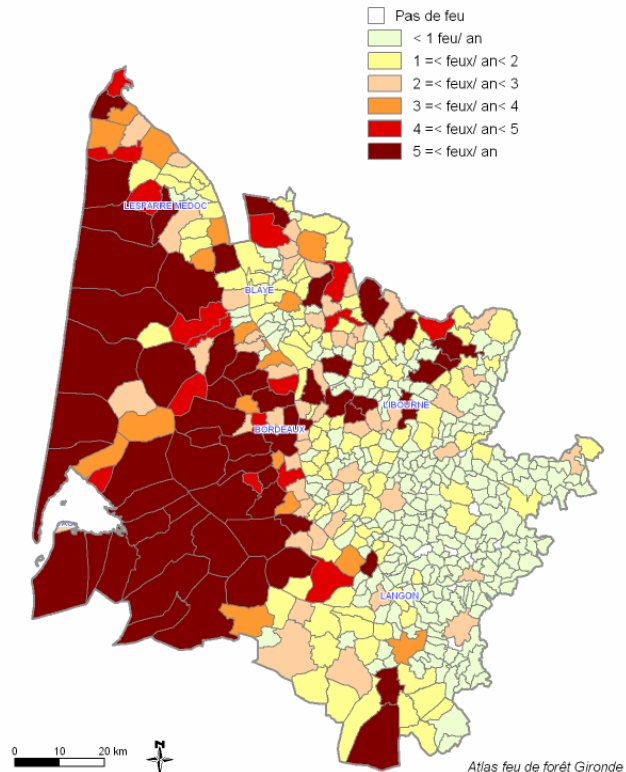 Pas de feu
< 1 feu/ an
1 =< feux/ an< 2
2 =< feux/ an< 3
3 =< feux/ an< 4
4 =< feux/ an< 5
5 =< feux/ an
LESPARRE MEDOC
BLAYE
LIBOURNE
BORDEAUX
LANGON
0 10 20 km
N
Atlas feu de forêt Gironde